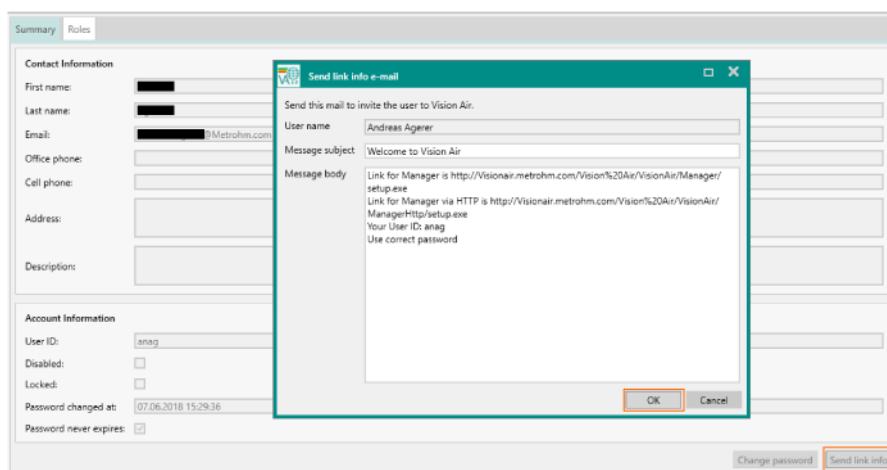 Summary Roles
Contact Information
First name:
Last name:
Email: @Metrohm.com
Office phone:
Cell phone:
Address:
Description:
Account Information
User ID: anag
Disabled:
Locked:
Password changed at: 07.06.2018 15:29:36
Password never expires:
Change password Send link info
Send link info e-mail
Send this mail to invite the user to Vision Air.
User name Andreas Agerer
Message subject Welcome to Vision Air
Message body
Link for Manager is http://Visionair.metrohm.com/Vision%20Air/VisionAir/Manager/
setup.exe
Link for Manager via HTTP is http://Visionair.metrohm.com/Vision%20Air/VisionAir/
ManagerHttp/setup.exe
Your User ID: anag
Use correct password
OK Cancel